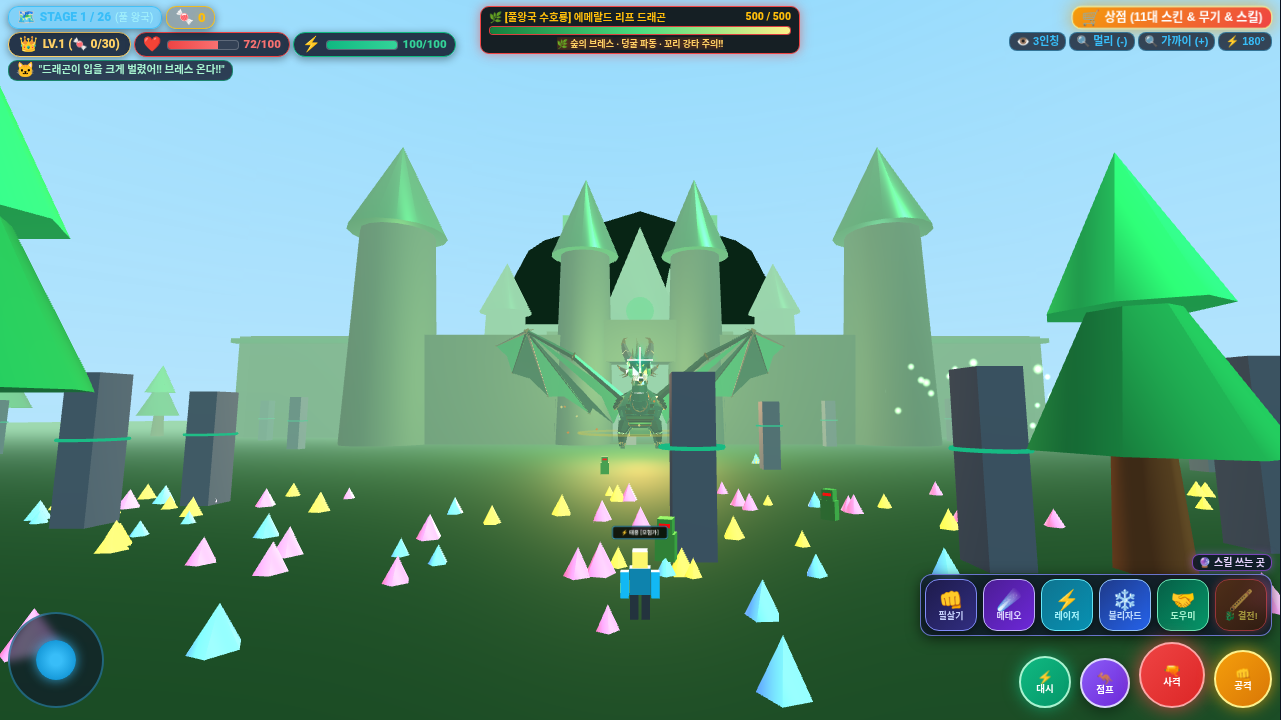 STAGE 1 / 26 (풀 왕국)
0
LV.1 ( 0/30)
72/100
100/100
"드래곤이 입을 크게 벌렸어!! 브레스 온다!!"
[풀왕국 수호룡] 에메랄드 리프 드래곤
500 / 500
숲의 브레스 · 덩굴 파동 · 꼬리 강타 주의!!
상점 (11대 스킨 & 무기 & 스킬)
3인칭
멀리 (-)
가까이 (+)
180°
스킬 쓰는 곳
필살기
메테오
레이저
블리자드
도우미
결전!
대시
점프
사격
공격